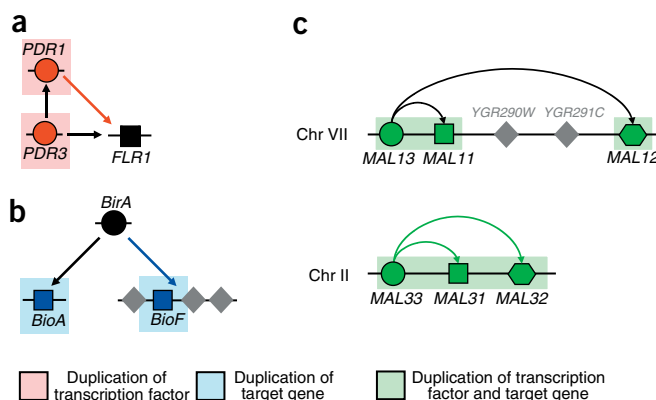 a
PDR1
PDR3
FLR1
b
BirA
BioA
BioF
c
YGR290W YGR291C
Chr VII
MAL13 MAL11 MAL12
Chr II
MAL33 MAL31 MAL32
Duplication of
transcription factor
Duplication of
target gene
Duplication of transcription
factor and target gene